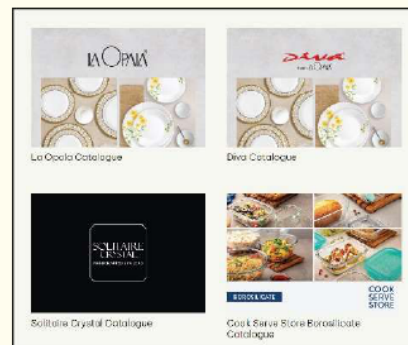 LA OPALA
Diva
La Opala Catalogue
Diva Catalogue
SOLITAIRE
CRYSTAL
BOROSILICATE
COOK
SERVE
STORE
Solitaire Crystal Catalogue
Cook Serve Store Borosilicate
Catalogue